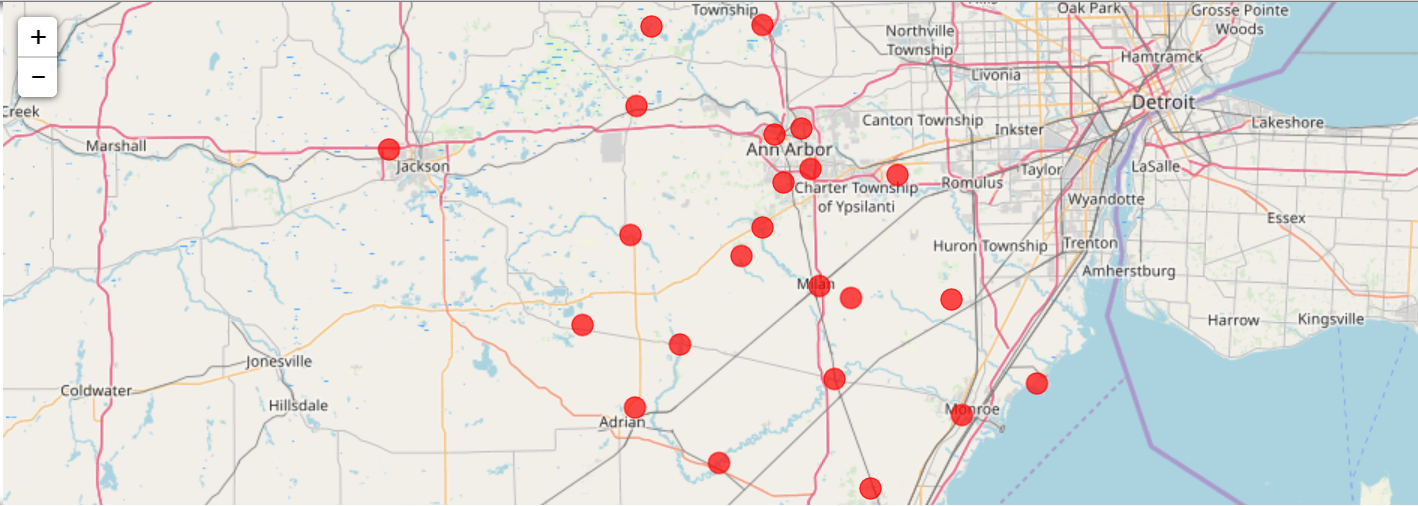 +
−
Township
Oak Park
Grosse Pointe
Woods
Northville
Township
Hamtramck
Livonia
Detroit
Creek
Canton Township
Inkster
Lakeshore
Marshall
Ann Arbor
Jackson
Taylor
LaSalle
Charter Township
of Ypsilanti
Romulus
Wyandotte
Essex
Huron Township
Trenton
Amherstburg
Milan
Harrow
Kingsville
Jonesville
Coldwater
Hillsdale
Monroe
Adrian